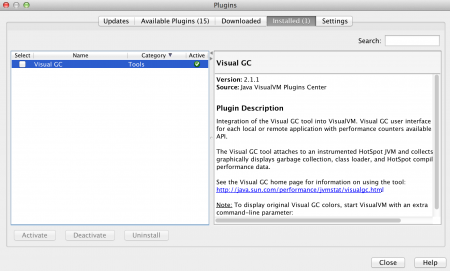 Plugins
Updates Available Plugins (15) Downloaded Installed (1) Settings
Search:
Select Name Category Active
Visual GC Tools
Visual GC
Version: 2.1.1
Source: Java VisualVM Plugins Center
Plugin Description
Integration of the Visual GC tool into VisualVM. Visual GC user interface
for each local or remote application with performance counters available
API.
The Visual GC tool attaches to an instrumented HotSpot JVM and collects
graphically displays garbage collection, class loader, and HotSpot compil
performance data.
See the Visual GC home page for information on using the tool:
http://java.sun.com/performance/jvmstat/visualgc.html
Note: To display original Visual GC colors, start VisualVM with an extra
command-line parameter:
Activate Deactivate Uninstall
Close Help